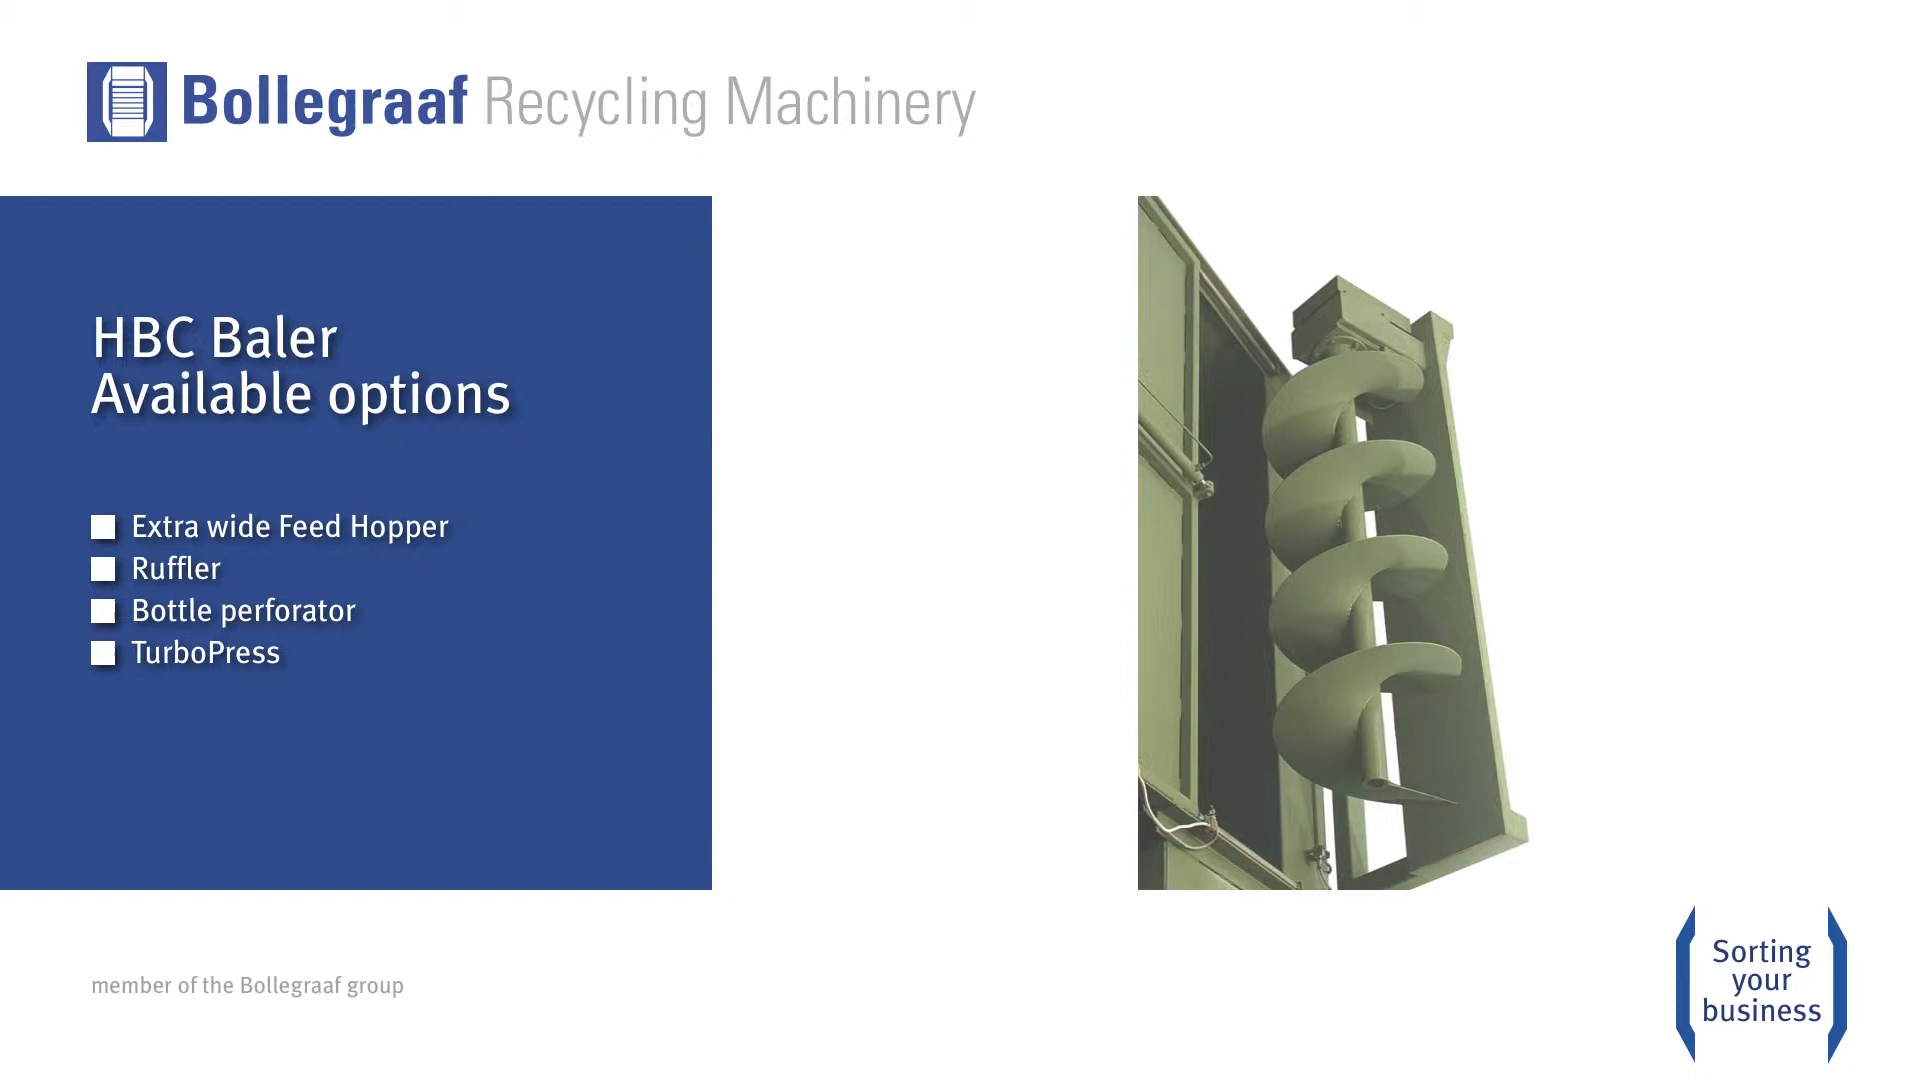 Bollegraaf Recycling Machinery
HBC Baler
Available options
Extra wide Feed Hopper
Ruffler
Bottle perforator
TurboPress
member of the Bollegraaf group
Sorting
your
business